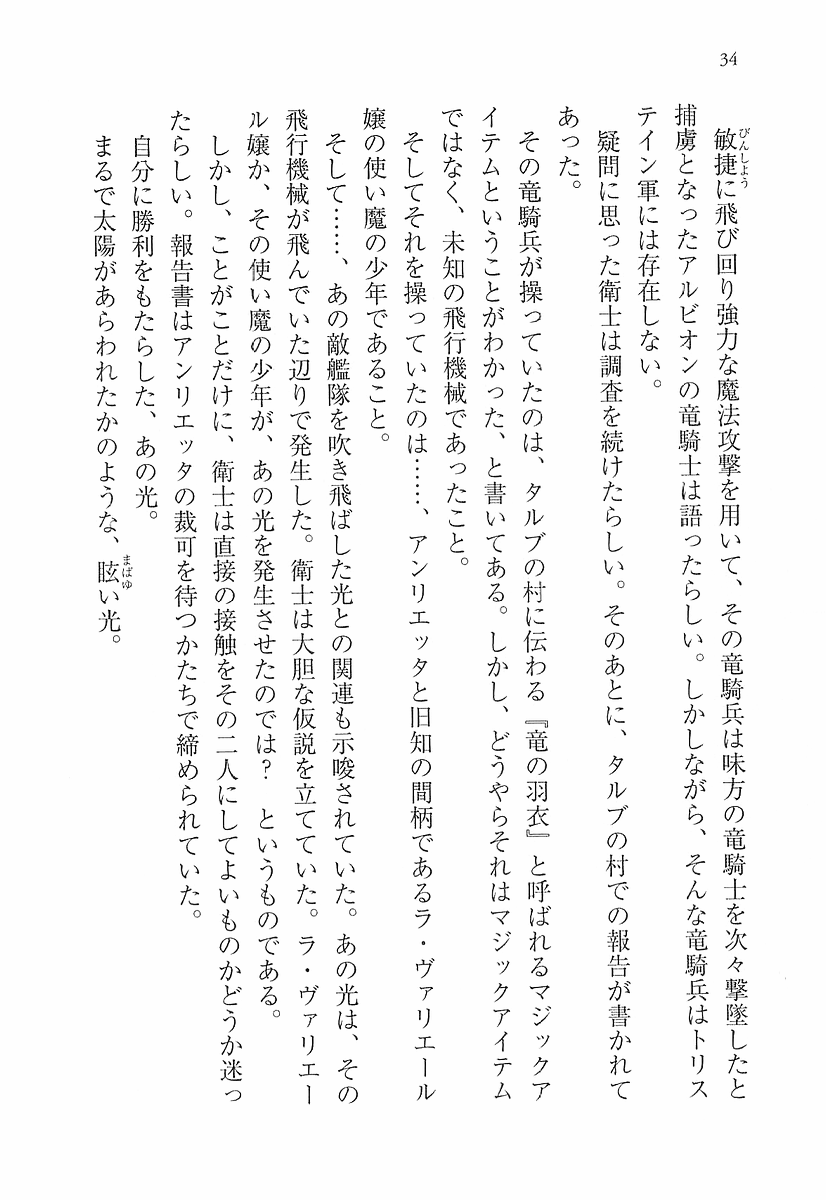 34
敏捷に飛び回り強力な魔法攻撃を用いて、その竜騎兵は味方の竜騎士を次々撃墜したと
びんしよう
捕虜となったアルビオンの竜騎士は語ったらしい。しかしながら、そんな竜騎兵はトリス
テイン軍には存在しない。
疑問に思った衛士は調査を続けたらしい。そのあとに、タルブの村での報告が書かれて
あった。
その竜騎兵が操っていたのは、タルブの村に伝わる『竜の羽衣』と呼ばれるマジックア
イテムということがわかった、と書いてある。しかし、どうやらそれはマジックアイテム
ではなく、未知の飛行機械であったこと。
そしてそれを操っていたのは……、アンリエッタと旧知の間柄であるラ・ヴァリエール
嬢の使い魔の少年であること。
そして……、あの敵艦隊を吹き飛ばした光との関連も示唆されていた。あの光は、その
飛行機械が飛んでいた辺りで発生した。衛士は大胆な仮説を立てていた。ラ・ヴァリエー
ル嬢か、その使い魔の少年が、あの光を発生させたのでは？　というものである。
しかし、ことがことだけに、衛士は直接の接触をその二人にしてよいものかどうか迷っ
たらしい。報告書はアンリエッタの裁可を待つかたちで締められていた。
自分に勝利をもたらした、あの光。
まるで太陽があらわれたかのような、眩い光。
まばゆ